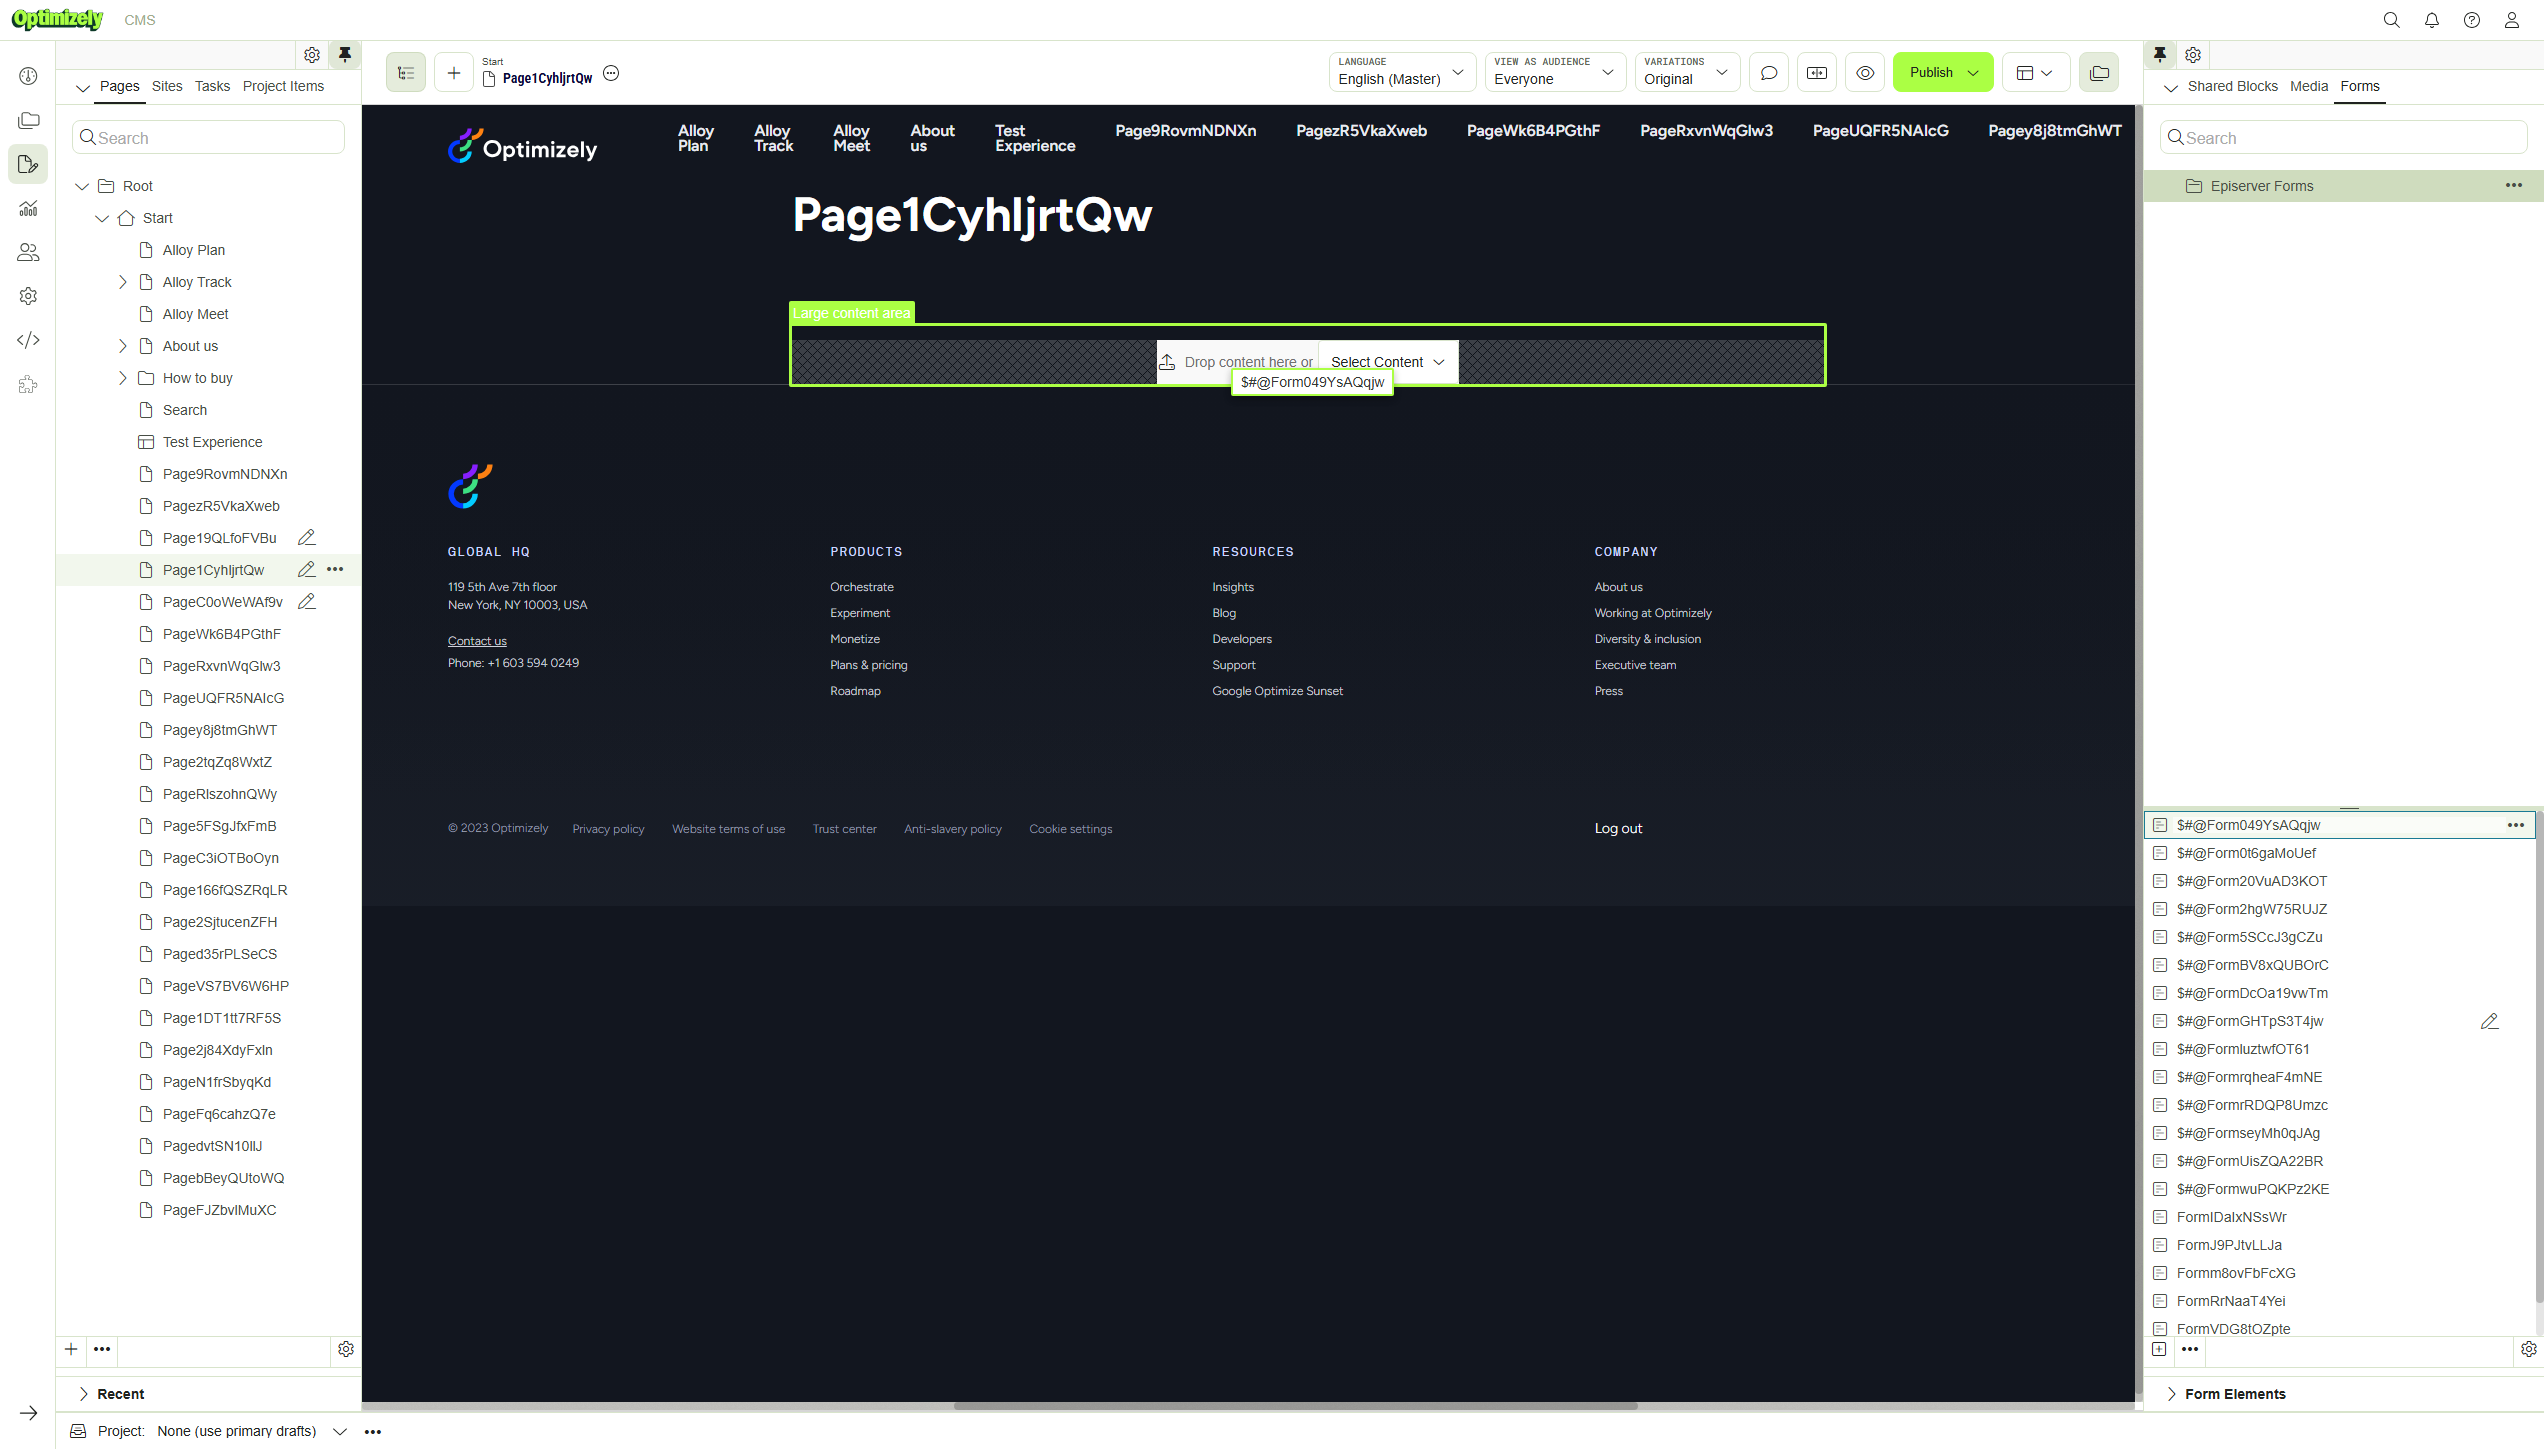 Optimizely CMS
Pages Sites Tasks Project Items
Search
Root
Start
Alloy Plan
Alloy Track
Alloy Meet
About us
How to buy
Search
Test Experience
Page9RovmNDNXn
PagezR5VkaXweb
Page19QLfoFVBu
Page1CyhIjrtQw
PageC0oWeWAf9v
PageWk6B4PGthF
PageRxvnWqGlw3
PageUQFR5NAIcG
Pagey8j8tmGhWT
Page2tqZq8WxtZ
PageRlszohnQWy
Page5FSgJfxFmB
PageC3iOTBoOyn
Page166fQSZRqLR
Page2SjtucenZFH
Paged35rPLSeCS
PageVS7BV6W6HP
Page1DT1tt7RF5S
Page2j84XdyFxln
PageN1frSbyqKd
PageFq6cahzQ7e
PagedvtSN10llJ
PagebBeyQUtoWQ
PageFJZbvlMuXC
Recent
Project: None (use primary drafts)
Start
Page1CyhIjrtQw
LANGUAGE
English (Master)
VIEW AS AUDIENCE
Everyone
VARIATIONS
Original
Publish
Optimizely
Alloy Plan
Alloy Track
Alloy Meet
About us
Test Experience
Page9RovmNDNXn
PagezR5VkaXweb
PageWk6B4PGthF
PageRxvnWqGlw3
PageUQFR5NAIcG
Pagey8j8tmGhWT
Page1CyhIjrtQw
Large content area
Drop content here or Select Content
$#@Form049YsAQqjw
GLOBAL HQ
119 5th Ave 7th floor
New York, NY 10003, USA
Contact us
Phone: +1 603 594 0249
PRODUCTS
Orchestrate
Experiment
Monetize
Plans & pricing
Roadmap
RESOURCES
Insights
Blog
Developers
Support
Google Optimize Sunset
COMPANY
About us
Working at Optimizely
Diversity & inclusion
Executive team
Press
© 2023 Optimizely Privacy policy Website terms of use Trust center Anti-slavery policy Cookie settings
Log out
Shared Blocks Media Forms
Search
Episerver Forms
$#@Form049YsAQqjw
$#@Form0t6gaMoUef
$#@Form20VuAD3KOT
$#@Form2hgW75RUJZ
$#@Form5SCcJ3gCZu
$#@FormBV8xQUBOrC
$#@FormDcOa19vwTm
$#@FormGHTpS3T4jw
$#@FormIuztwfOT61
$#@FormrqheaF4mNE
$#@FormrRDQP8Umzc
$#@FormseyMh0qJAg
$#@FormUisZQA22BR
$#@FormwuPQKPz2KE
FormIDaIxNSsWr
FormJ9PJtvLLJa
Formm8ovFbFcXG
FormRrNaaT4Yei
FormVDG8tOZpte
Form Elements